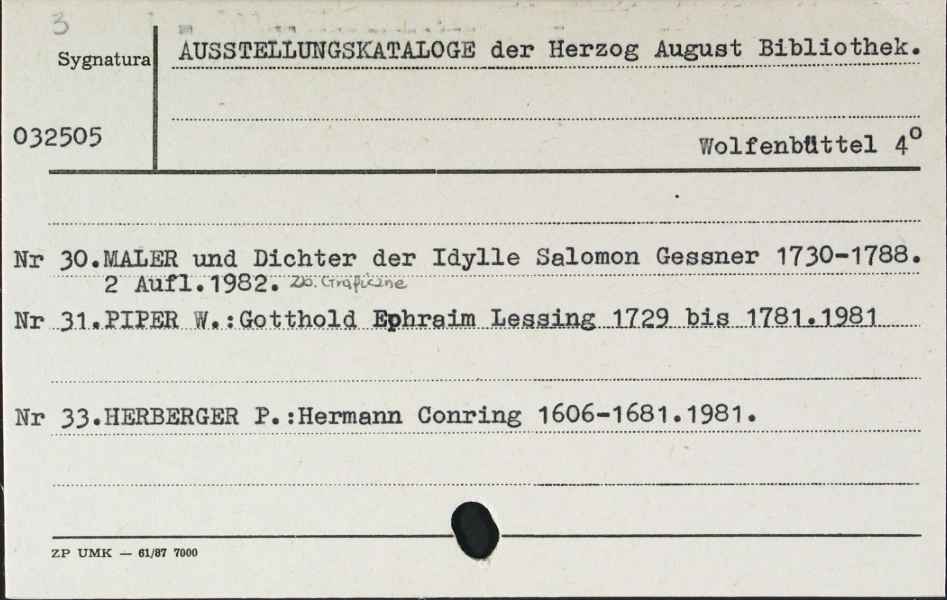 3
Sygnatura AUSSTELLUNGSKATALOGE der Herzog August Bibliothek.
032505
Wolfenbüttel 4°
Nr 30.MALER und Dichter der Idylle Salomon Gessner 1730-1788.
2 Aufl.1982. Zb. Graficzne
Nr 31.PIPER W.:Gotthold Ephraim Lessing 1729 bis 1781.1981
Nr 33.HERBERGER P.:Hermann Conring 1606-1681.1981.
ZP UMK — 61/87 7000